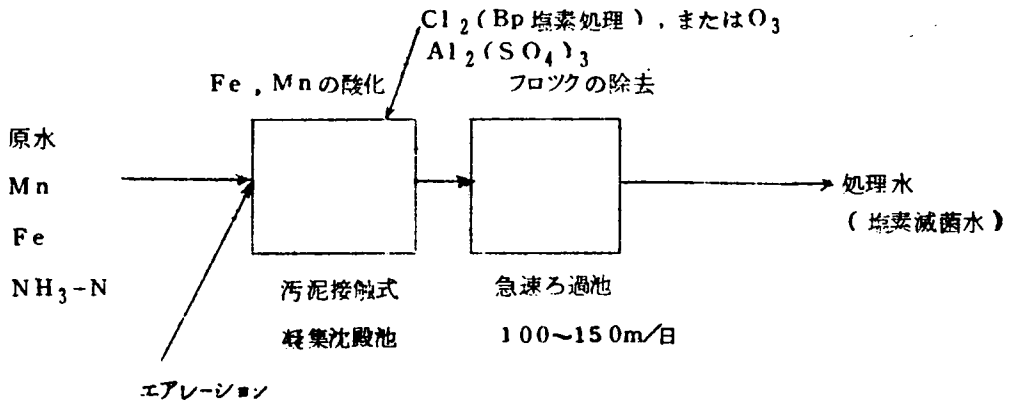 Cl₂(Bp塩素処理),またはO₃
Al₂(SO₄)₃
Fe,Mnの酸化
フロツクの除去
原水
Mn
Fe
NH₃-N
処理水
(塩素滅菌水)
汚泥接触式
凝集沈殿池
急速ろ過池
100~150m/日
エアレーション